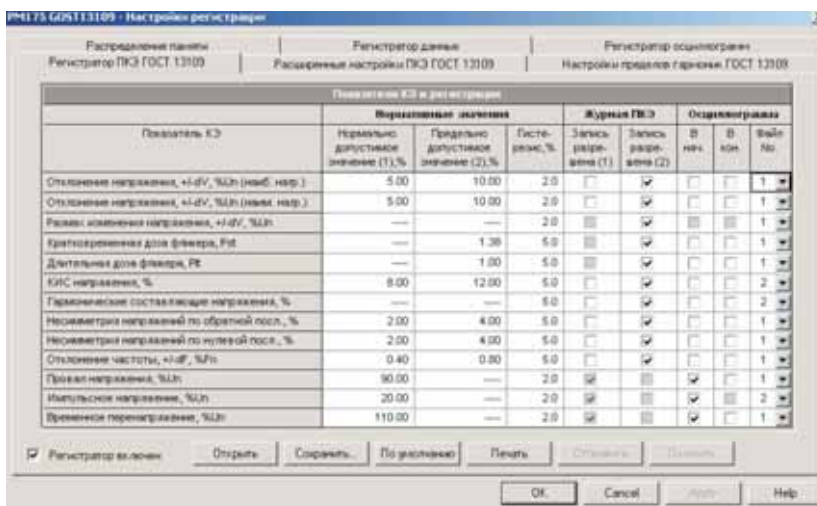 PM175 GOST13109 - Настройки регистрации
Распределение памяти
Регистратор данных
Регистратор осциллограмм
Регистратор ПКЭ ГОСТ 13109
Расширенные настройки ПКЭ ГОСТ 13109
Настройки пределов гармоник ГОСТ 13109
Показатели КЭ и регистрация
Показатель КЭ
Нормативные значения
Журнал ПКЭ
Осциллограмма
Нормально допустимое значение (1),%
Предельно допустимое значение (2),%
Гисте-резис,%
Запись разре-шена (1)
Запись разре-шена (2)
В нач.
В кон.
Файл No.
Отклонение напряжения, +/-dV, %Un (наиб. нагр.) 5.00 10.00 2.0 1
Отклонение напряжения, +/-dV, %Un (наим. нагр.) 5.00 10.00 2.0 1
Размах изменения напряжения, +/-dV, %Un ---- ---- 2.0 1
Кратковременная доза фликера, Pst ---- 1.38 5.0 1
Длительная доза фликера, Plt ---- 1.00 5.0 1
КИС напряжения, % 8.00 12.00 5.0 2
Гармонические составляющие напряжения, % ---- ---- 5.0 2
Несимметрия напряжений по обратной посл., % 2.00 4.00 5.0 1
Несимметрия напряжений по нулевой посл., % 2.00 4.00 5.0 1
Отклонение частоты, +/-dF, %Fn 0.40 0.80 5.0 1
Провал напряжения, %Un 90.00 ---- 2.0 1
Импульсное напряжение, %Un 20.00 ---- 2.0 2
Временное перенапряжение, %Un 110.00 ---- 2.0 1
Регистратор включен
Открыть
Сохранить...
По умолчанию
Печать
Отправить
OK
Cancel
Apply
Help